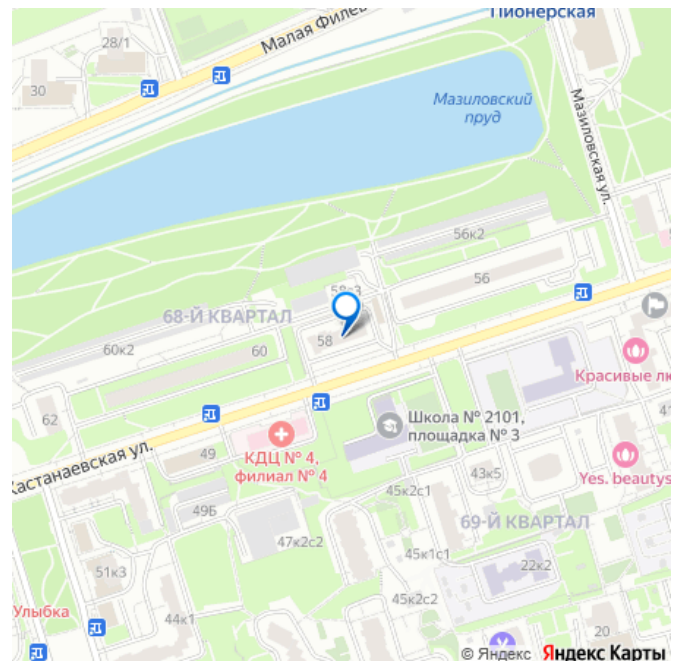 Пионерская
28/1
Малая Филев
30
Мазиловский
пруд
Мазиловская ул.
56к2
56
68-Й КВАРТАЛ
58
60к2
60
62
Школа № 2101,
площадка № 3
Красивые лю
КДЦ № 4,
филиал № 4
49
Кастанаевская ул.
43к5
Yes. beautys
45к2с1
49Б
69-Й КВАРТАЛ
47к2с2
45к1с1
51к3
22к2
Улыбка
44к1
45к2с2
20
© Яндекс Яндекс Карты